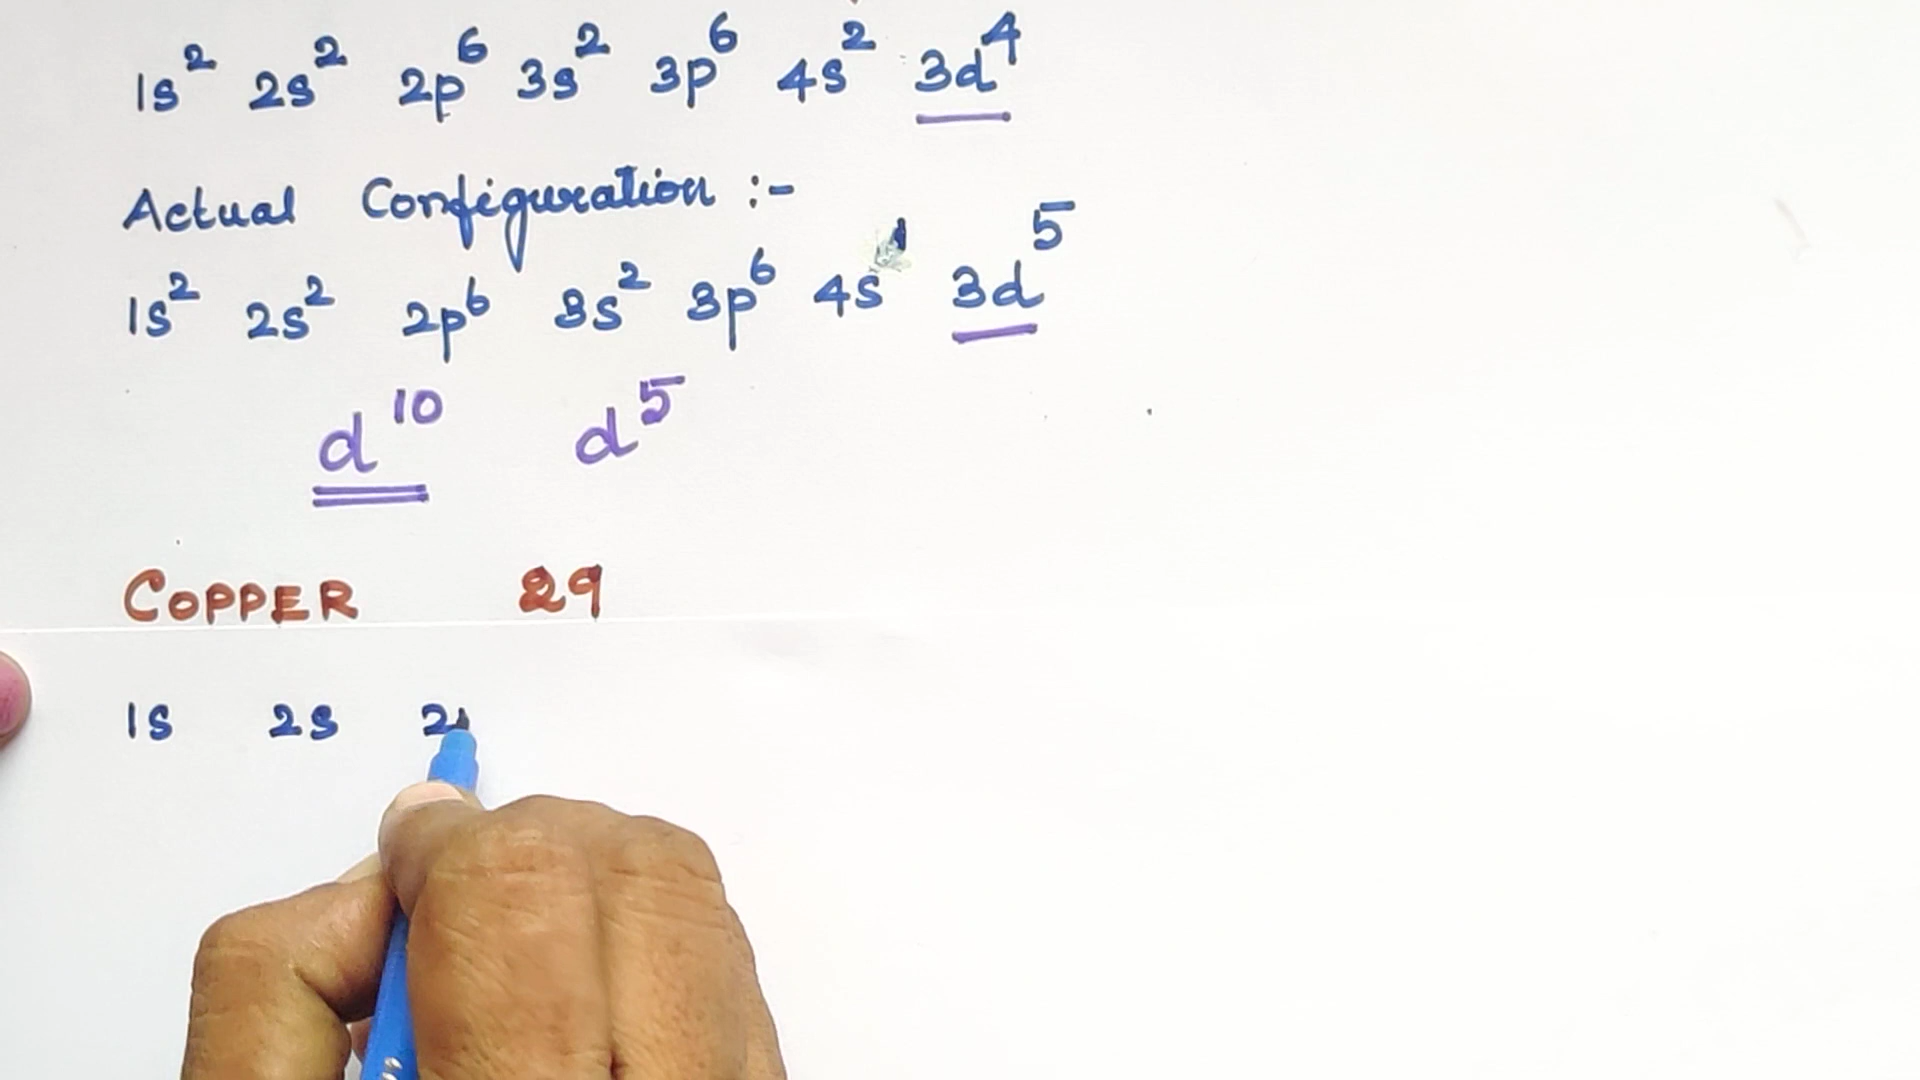 1s² 2s² 2p⁶ 3s² 3p⁶ 4s² 3d⁴
Actual Configuration :-
1s² 2s² 2p⁶ 3s² 3p⁶ 4s¹ 3d⁵
d¹⁰ d⁵
COPPER 29
1s 2s 2